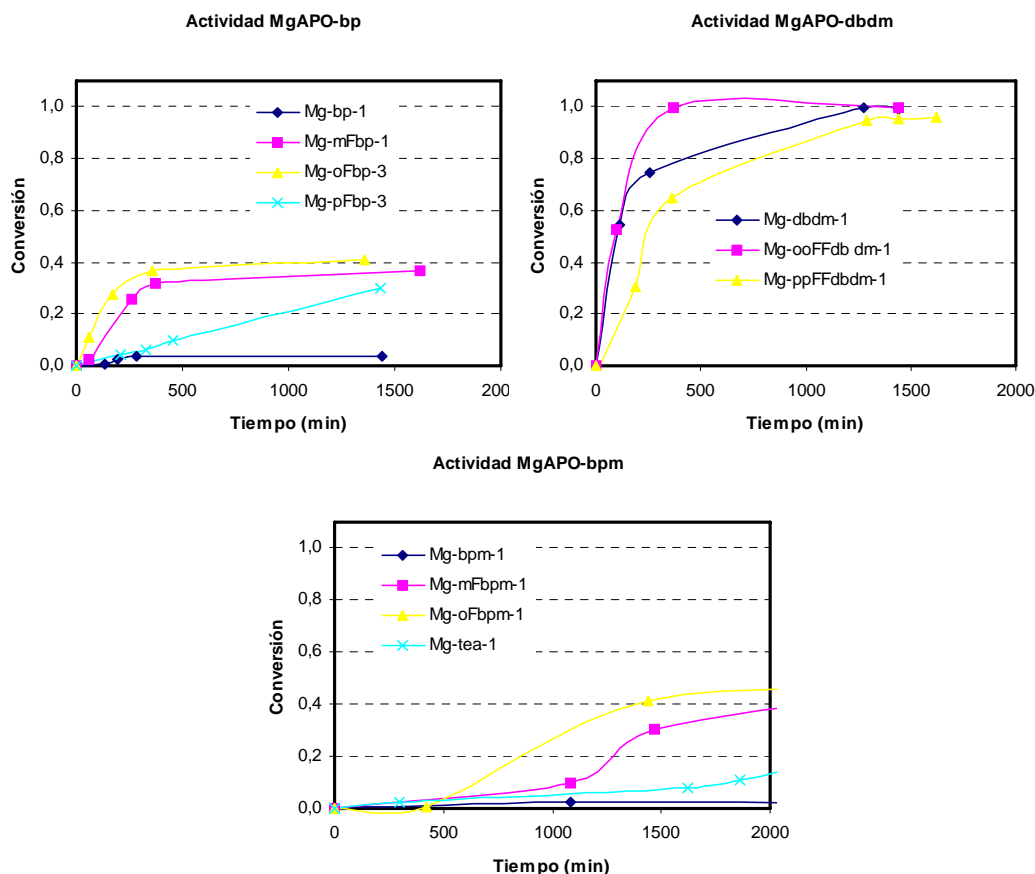 Actividad MgAPO-bp
Conversión
1,0
0,8
0,6
0,4
0,2
0,0
Mg-bp-1
Mg-mFbp-1
Mg-oFbp-3
Mg-pFbp-3
0 500 1000 1500 200
Tiempo (min)
Actividad MgAPO-dbdm
Conversión
1,0
0,8
0,6
0,4
0,2
0,0
Mg-dbdm-1
Mg-ooFFdb dm-1
Mg-ppFFdbdm-1
0 500 1000 1500 2000
Tiempo (min)
Actividad MgAPO-bpm
Conversión
1,0
0,8
0,6
0,4
0,2
0,0
Mg-bpm-1
Mg-mFbpm-1
Mg-oFbpm-1
Mg-tea-1
0 500 1000 1500 2000
Tiempo (min)